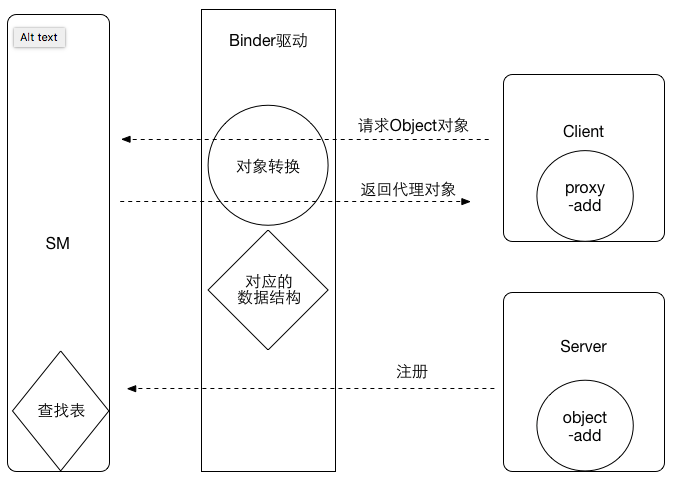 Alt text
Binder驱动
请求Object对象
Client
对象转换
proxy
-add
返回代理对象
SM
对应的
数据结构
Server
注册
查找表
object
-add